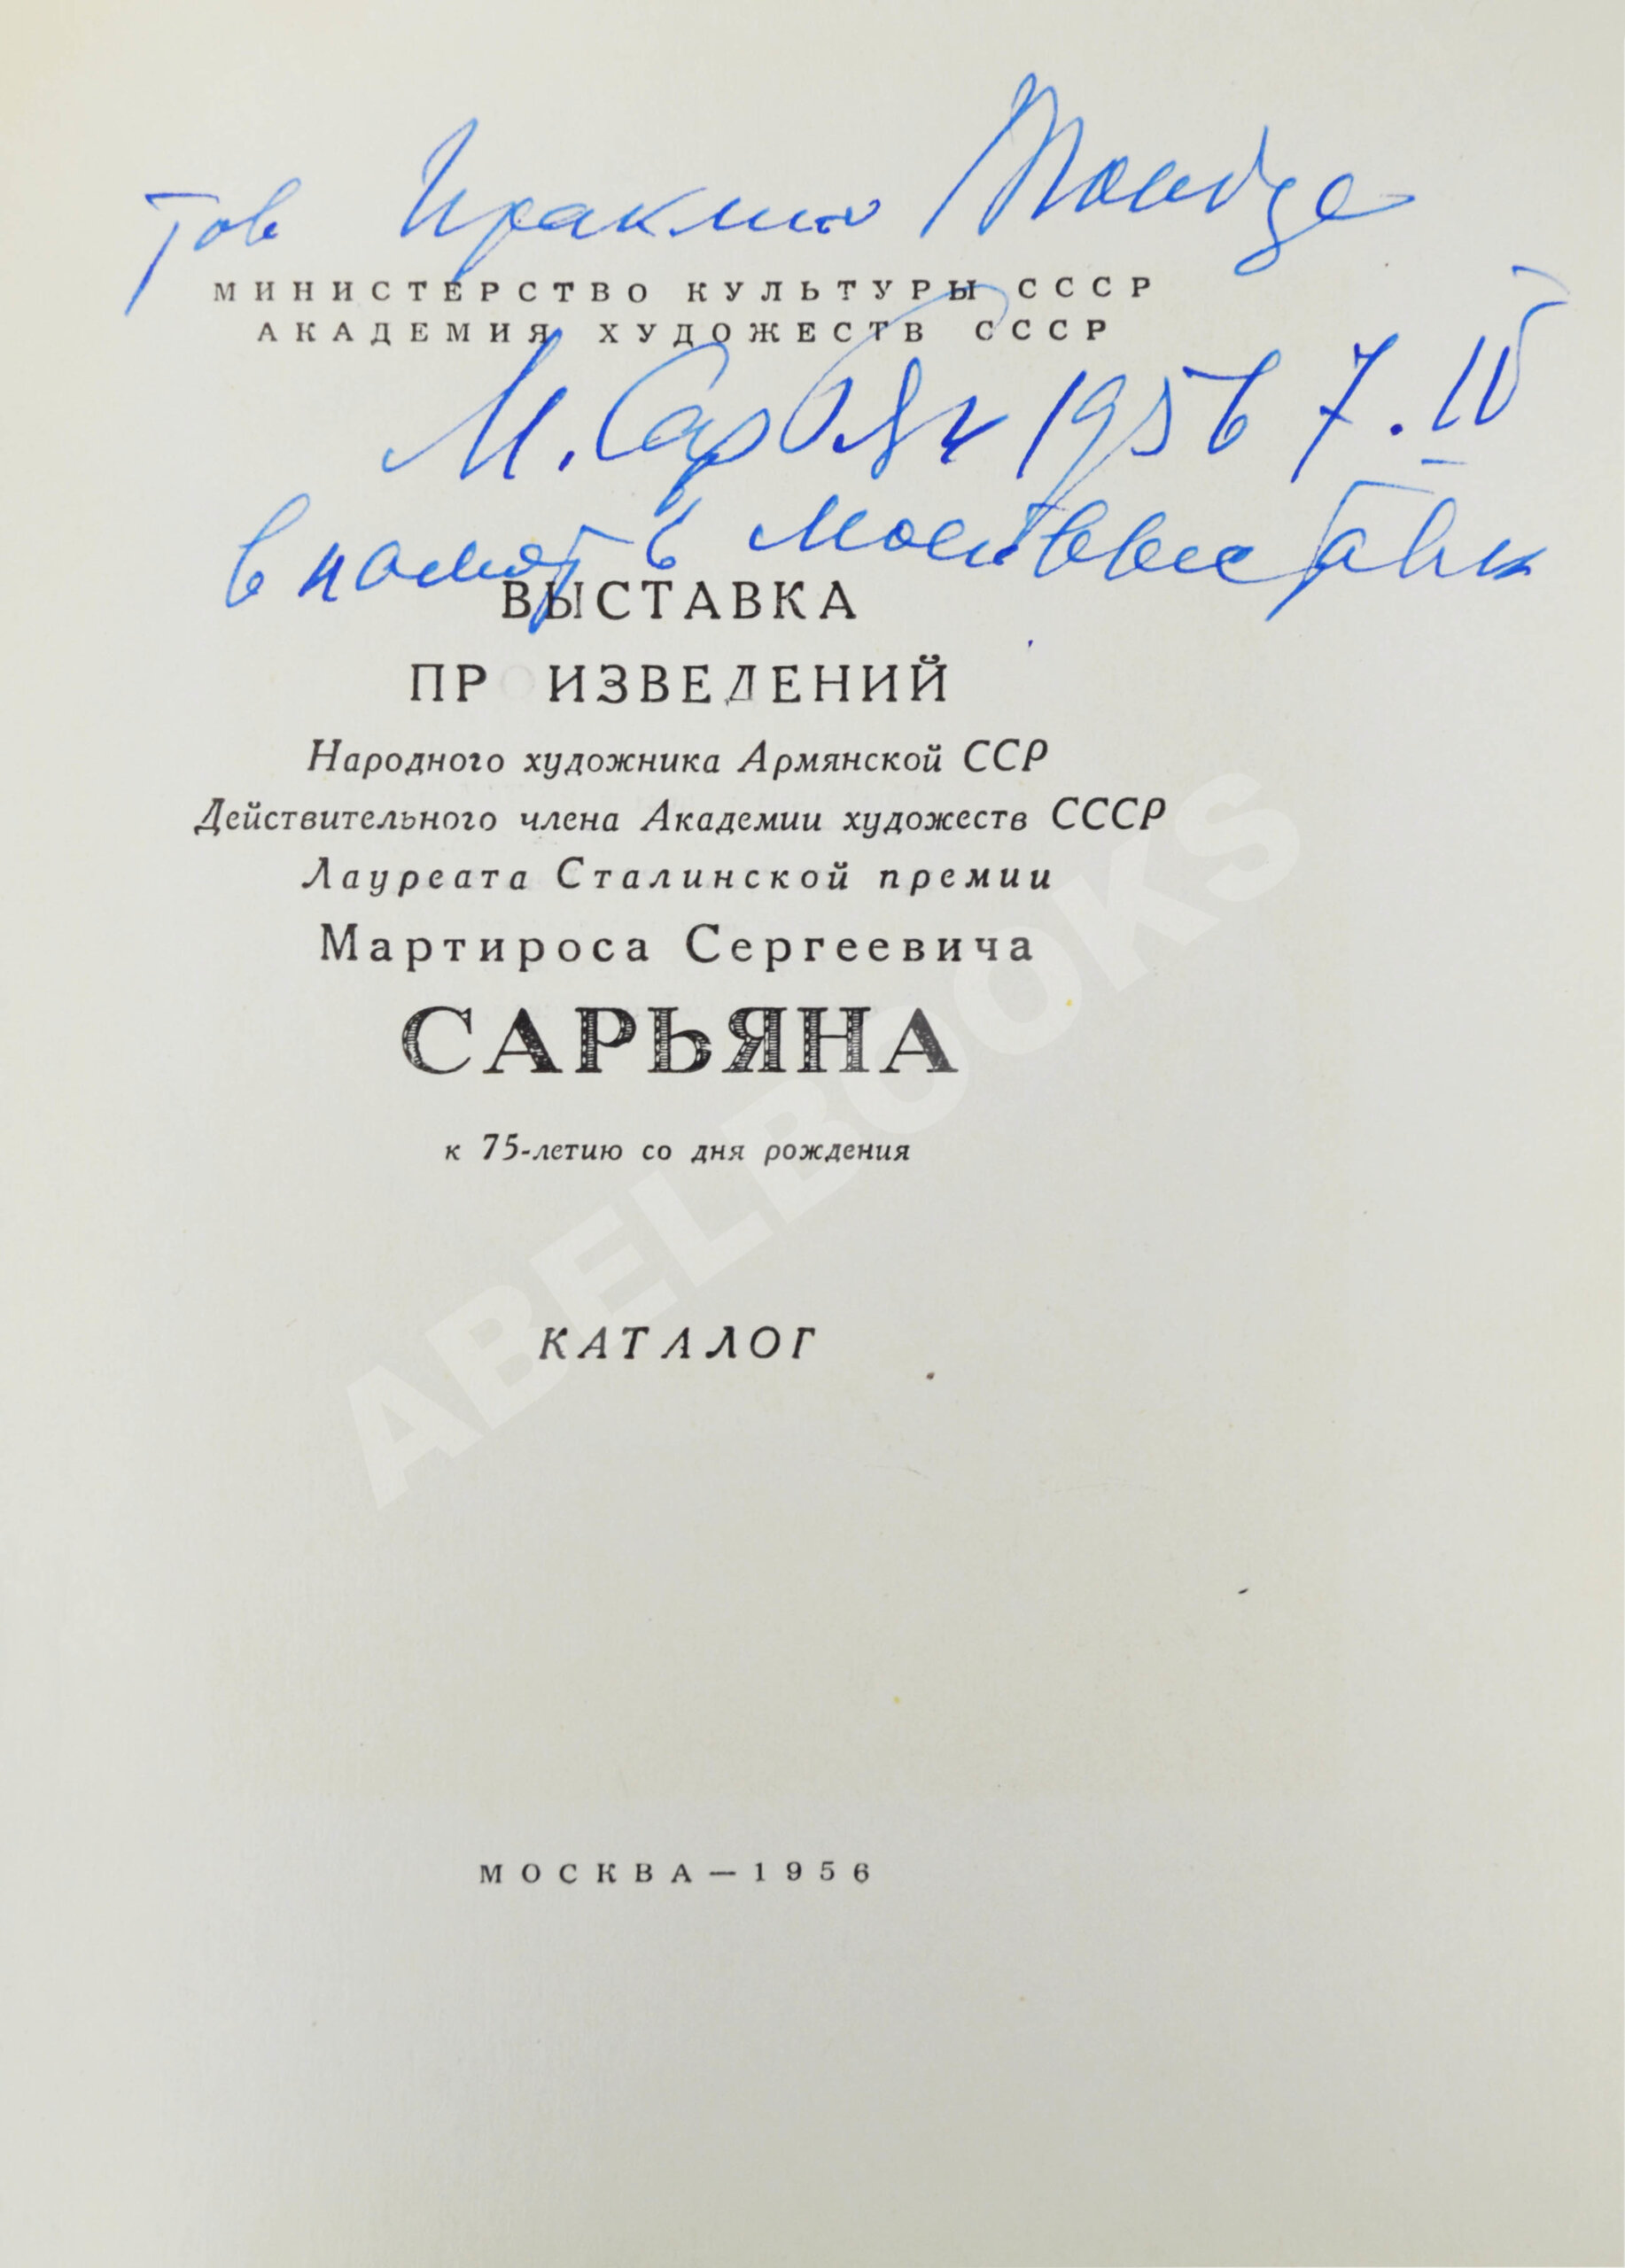 тов Ираклию Тоидзе
МИНИСТЕРСТВО КУЛЬТУРЫ СССР
АКАДЕМИЯ ХУДОЖЕСТВ СССР
М. Сарьян 1956 7. IV
в память
ВЫСТАВКА
ПРОИЗВЕДЕНИЙ
Народного художника Армянской ССР
Действительного члена Академии художеств СССР
Лауреата Сталинской премии
Мартироса Сергеевича
САРЬЯНА
к 75-летию со дня рождения
КАТАЛОГ
МОСКВА — 1956
ABELBOOKS